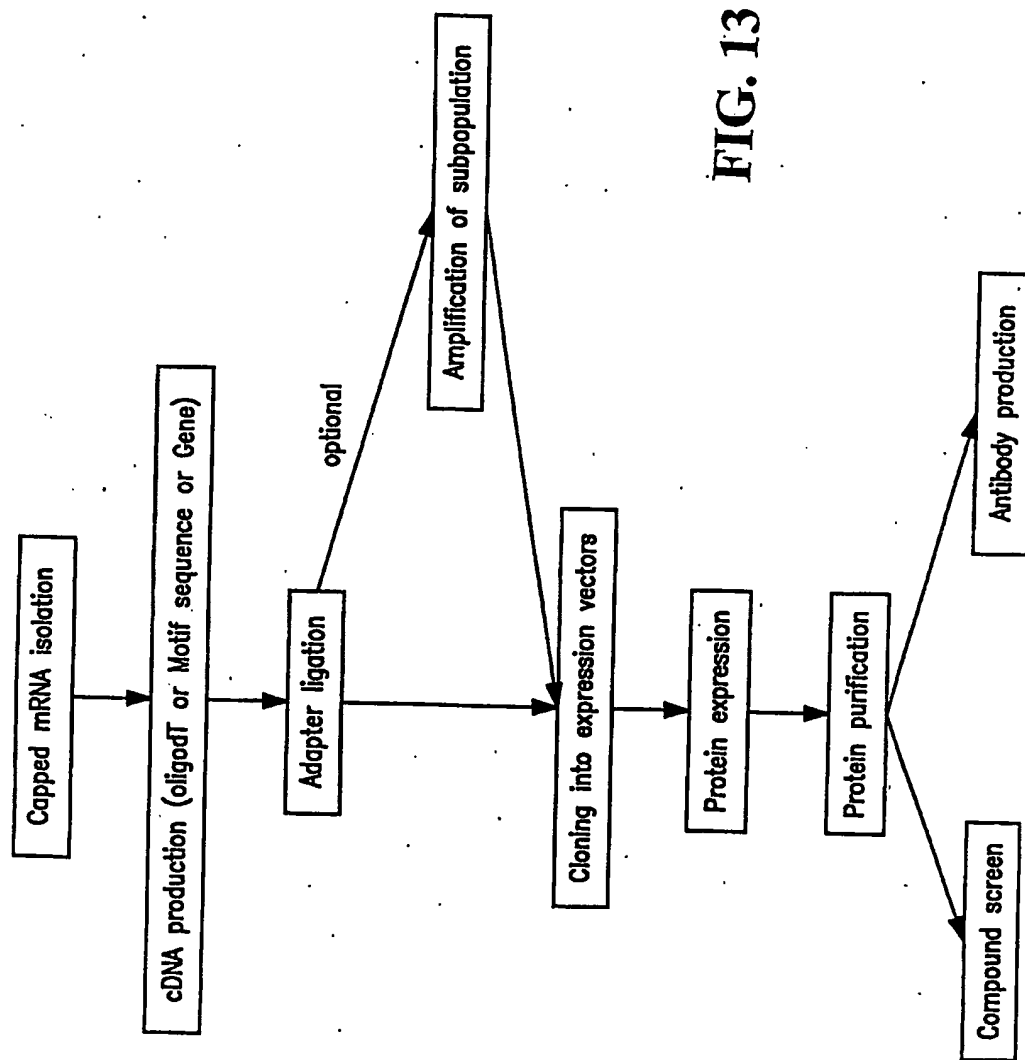 Capped mRNA isolation
cDNA production (oligodT or Motif sequence or Gene)
Adapter ligation
optional
Amplification of subpopulation
Cloning into expression vectors
Protein expression
Protein purification
Compound screen
Antibody production
FIG. 13